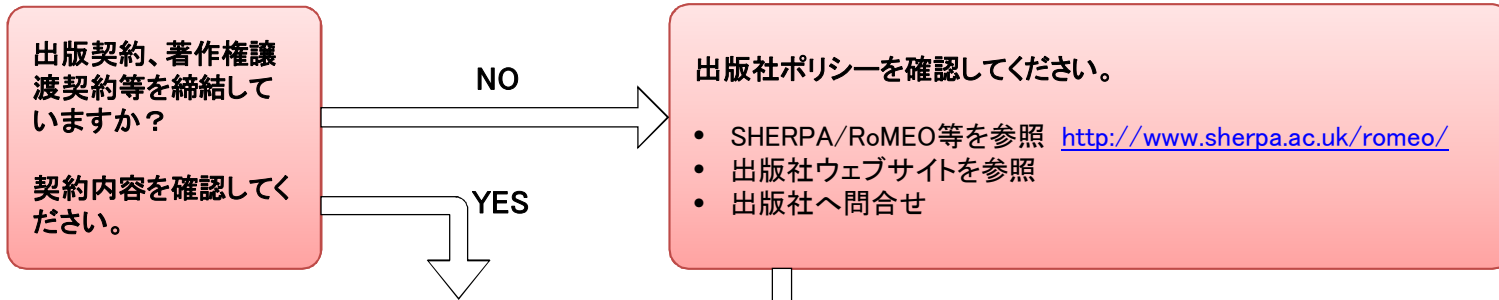 出版契約、著作権譲
渡契約等を締結して
いますか？
契約内容を確認してく
ださい。
NO
YES
出版社ポリシーを確認してください。
• SHERPA/RoMEO等を参照 http://www.sherpa.ac.uk/romeo/
• 出版社ウェブサイトを参照
• 出版社へ問合せ